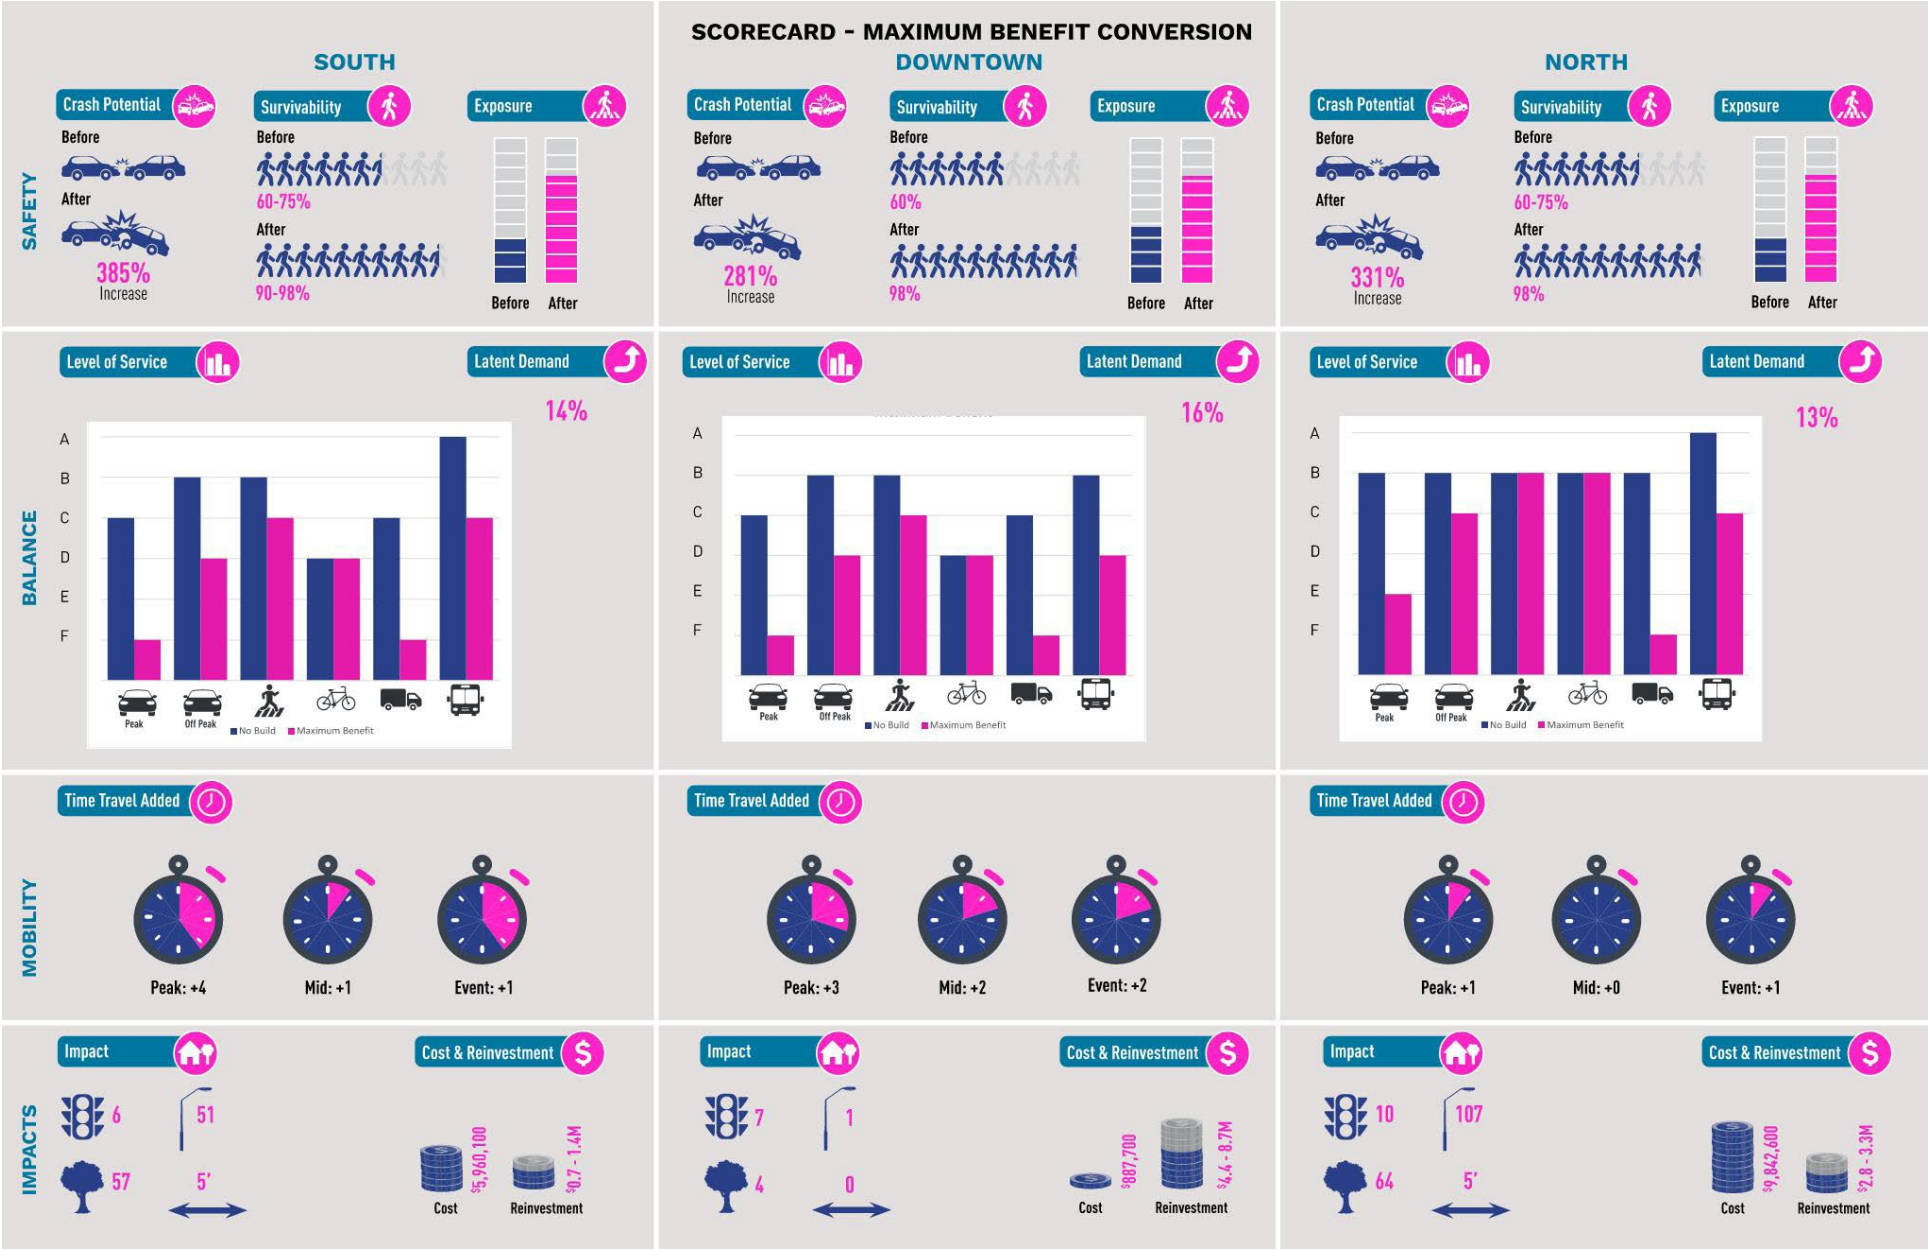 SCORECARD - MAXIMUM BENEFIT CONVERSION
SOUTH
DOWNTOWN
NORTH
SAFETY
Crash Potential
Before
After
385%
Increase
Survivability
Before
60-75%
After
90-98%
Exposure
Before After
Crash Potential
Before
After
281%
Increase
Survivability
Before
60%
After
98%
Exposure
Before After
Crash Potential
Before
After
331%
Increase
Survivability
Before
60-75%
After
98%
Exposure
Before After
BALANCE
Level of Service
Latent Demand
14%
A
B
C
D
E
F
Peak
Off Peak
No Build Maximum Benefit
Level of Service
Latent Demand
16%
A
B
C
D
E
F
Peak
Off Peak
No Build Maximum Benefit
Level of Service
Latent Demand
13%
A
B
C
D
E
F
Peak
Off Peak
No Build Maximum Benefit
MOBILITY
Time Travel Added
Peak: +4
Mid: +1
Event: +1
Time Travel Added
Peak: +3
Mid: +2
Event: +2
Time Travel Added
Peak: +1
Mid: +0
Event: +1
IMPACTS
Impact
6
51
57
5'
Cost & Reinvestment
$
$5,960,100
$0.7 - 1.4M
Cost
Reinvestment
Impact
7
1
4
0
Cost & Reinvestment
$
$887,700
$4.4 - 8.7M
Cost
Reinvestment
Impact
10
107
64
5'
Cost & Reinvestment
$
$9,842,600
$2.8 - 3.3M
Cost
Reinvestment